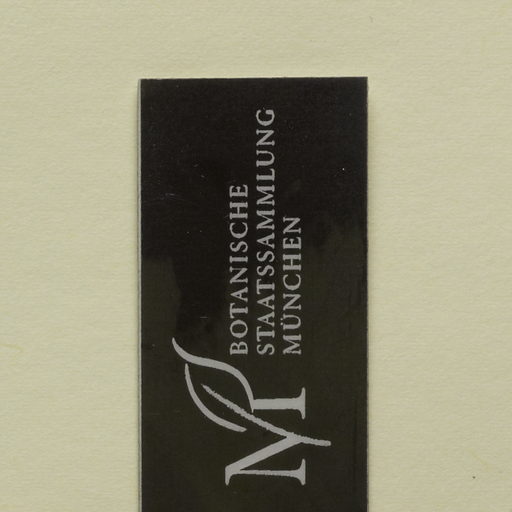 BOTANISCHE
STAATSSAMMLUNG
MÜNCHEN
M